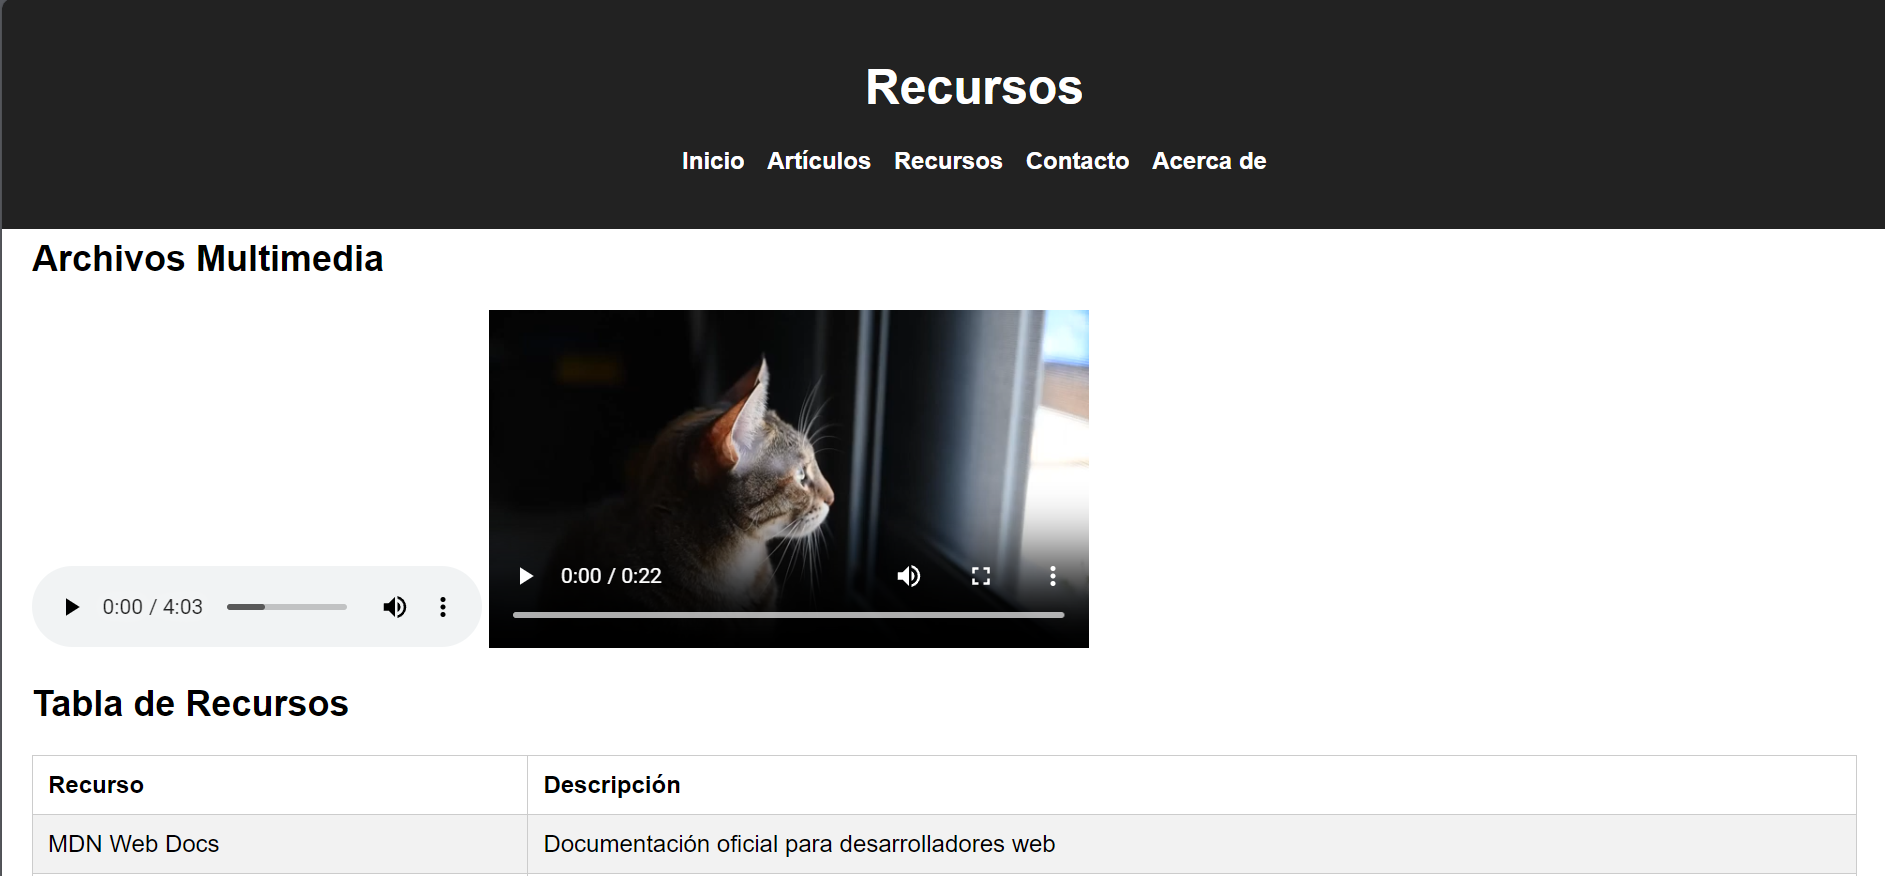 Recursos
Inicio Artículos Recursos Contacto Acerca de
Archivos Multimedia
0:00 / 4:03
0:00 / 0:22
Tabla de Recursos
Recurso Descripción
MDN Web Docs Documentación oficial para desarrolladores web